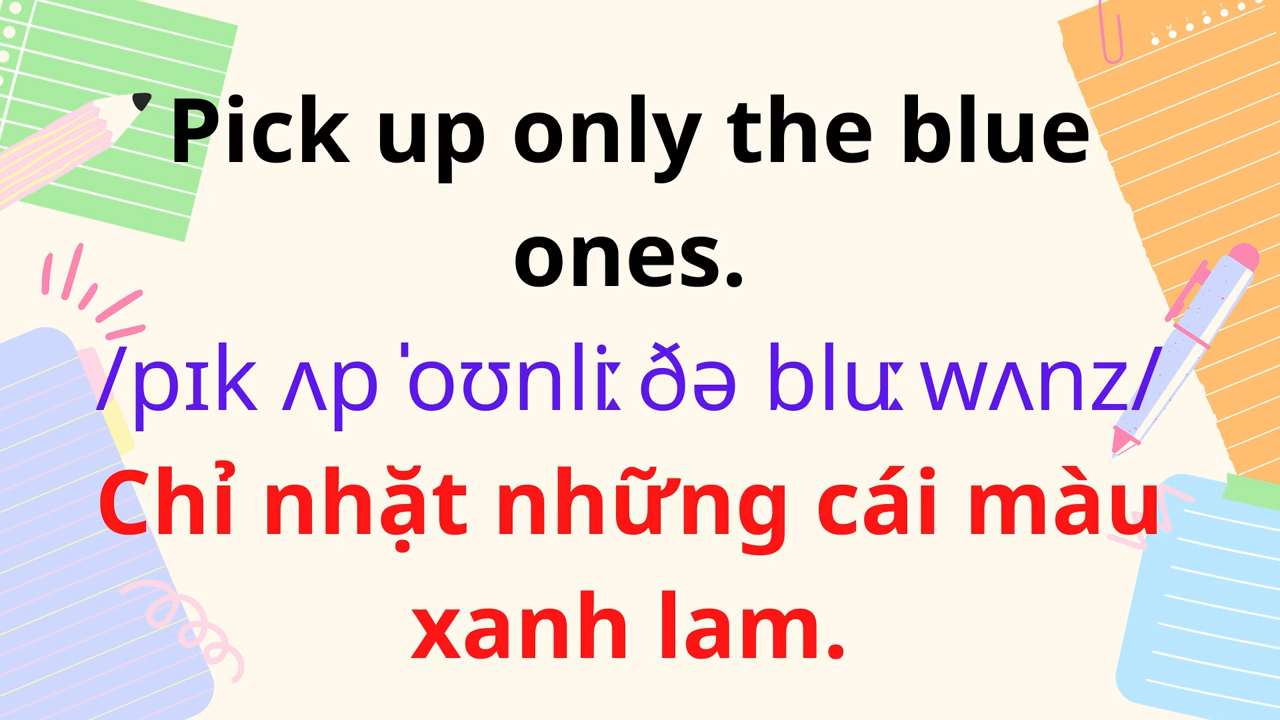 Pick up only the blue
ones.
/pɪk ʌp ˈoʊnliː ðə bluː wʌnz/
Chỉ nhặt những cái màu
xanh lam.